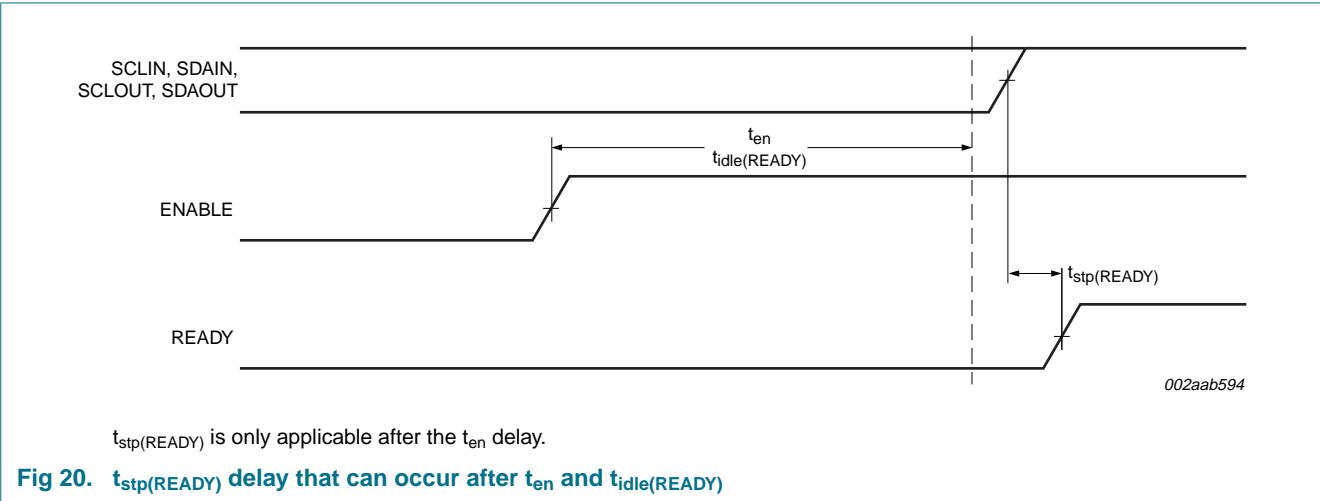 SCLIN, SDAIN,
SCLOUT, SDAOUT
ten
tidle(READY)
ENABLE
tstp(READY)
READY
002aab594
tstp(READY) is only applicable after the ten delay.
Fig 20. tstp(READY) delay that can occur after ten and tidle(READY)